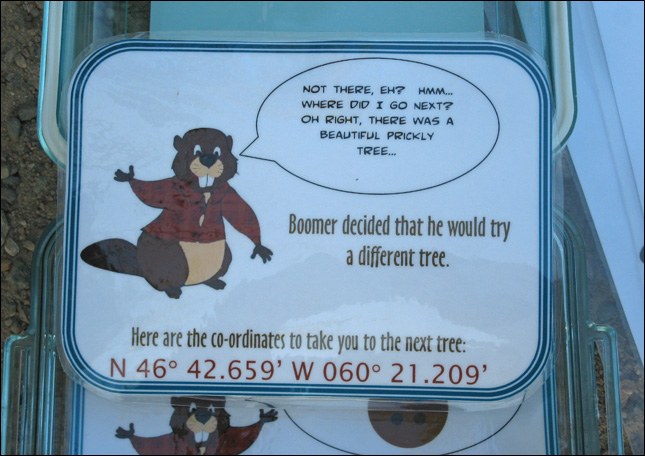 NOT THERE, EH? HMM...
WHERE DID I GO NEXT?
OH RIGHT, THERE WAS A
BEAUTIFUL PRICKLY
TREE...
Boomer decided that he would try
a different tree.
Here are the co-ordinates to take you to the next tree:
N 46° 42.659' W 060° 21.209'